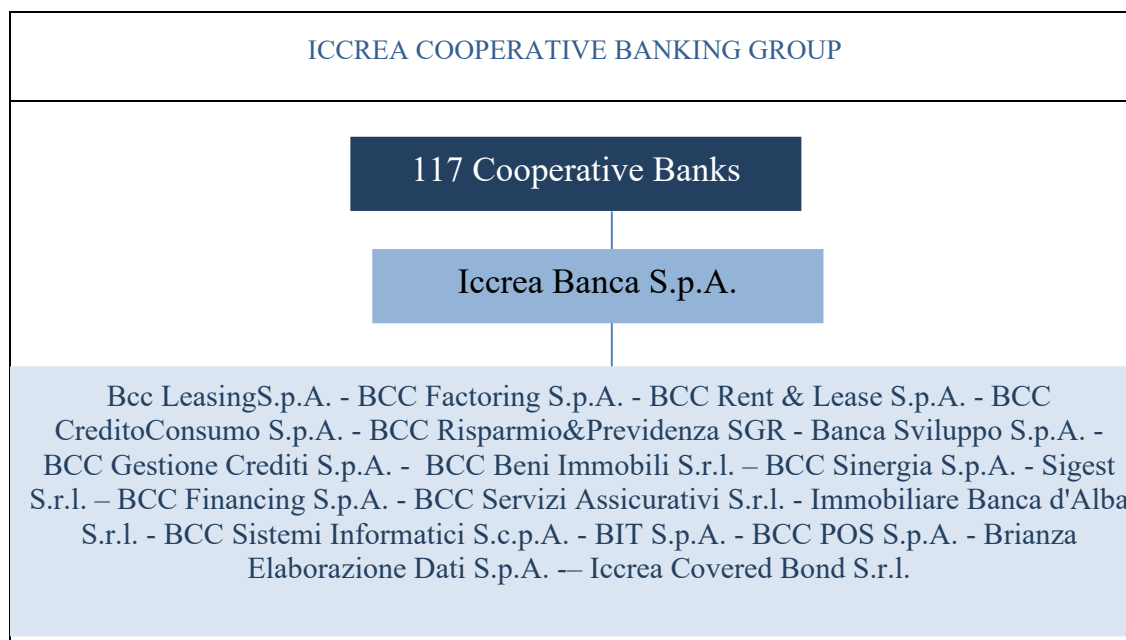 ICCREA COOPERATIVE BANKING GROUP
117 Cooperative Banks
Iccrea Banca S.p.A.
Bcc LeasingS.p.A. - BCC Factoring S.p.A. - BCC Rent & Lease S.p.A. - BCC
CreditoConsumo S.p.A. - BCC Risparmio&Previdenza SGR - Banca Sviluppo S.p.A. -
BCC Gestione Crediti S.p.A. - BCC Beni Immobili S.r.l. – BCC Sinergia S.p.A. - Sigest
S.r.l. – BCC Financing S.p.A. - BCC Servizi Assicurativi S.r.l. - Immobiliare Banca d'Alba
S.r.l. - BCC Sistemi Informatici S.c.p.A. - BIT S.p.A. - BCC POS S.p.A. - Brianza
Elaborazione Dati S.p.A. -– Iccrea Covered Bond S.r.l.